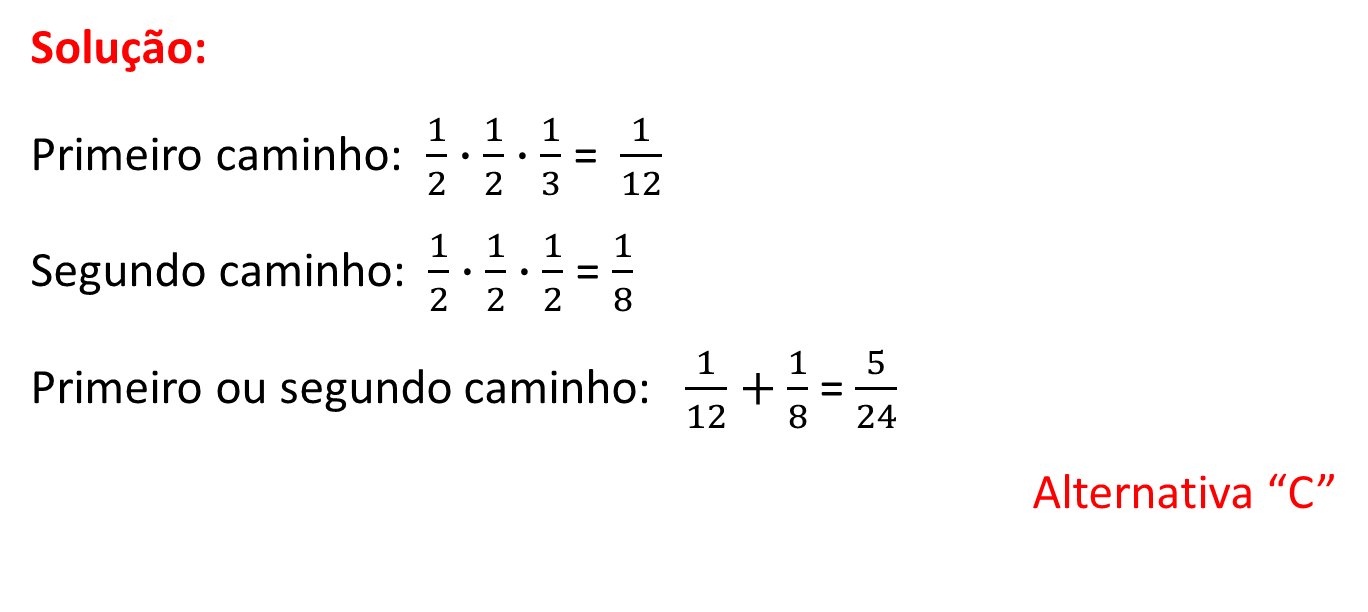 Solução:
Primeiro caminho: 1/2 · 1/2 · 1/3 = 1/12
Segundo caminho: 1/2 · 1/2 · 1/2 = 1/8
Primeiro ou segundo caminho: 1/12 + 1/8 = 5/24
Alternativa “C”